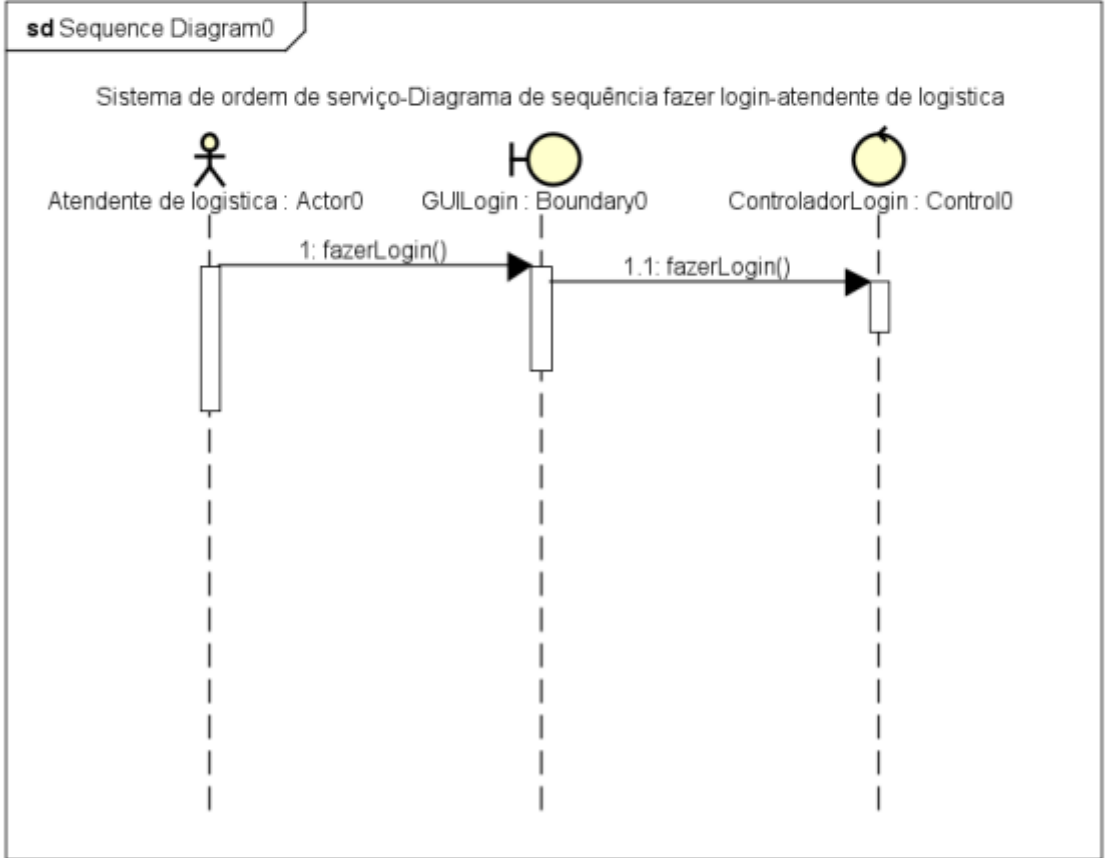 sd Sequence Diagram0
Sistema de ordem de serviço-Diagrama de sequência fazer login-atendente de logistica
Atendente de logistica : Actor0
GUILogin : Boundary0
ControladorLogin : Control0
1: fazerLogin()
1.1: fazerLogin()